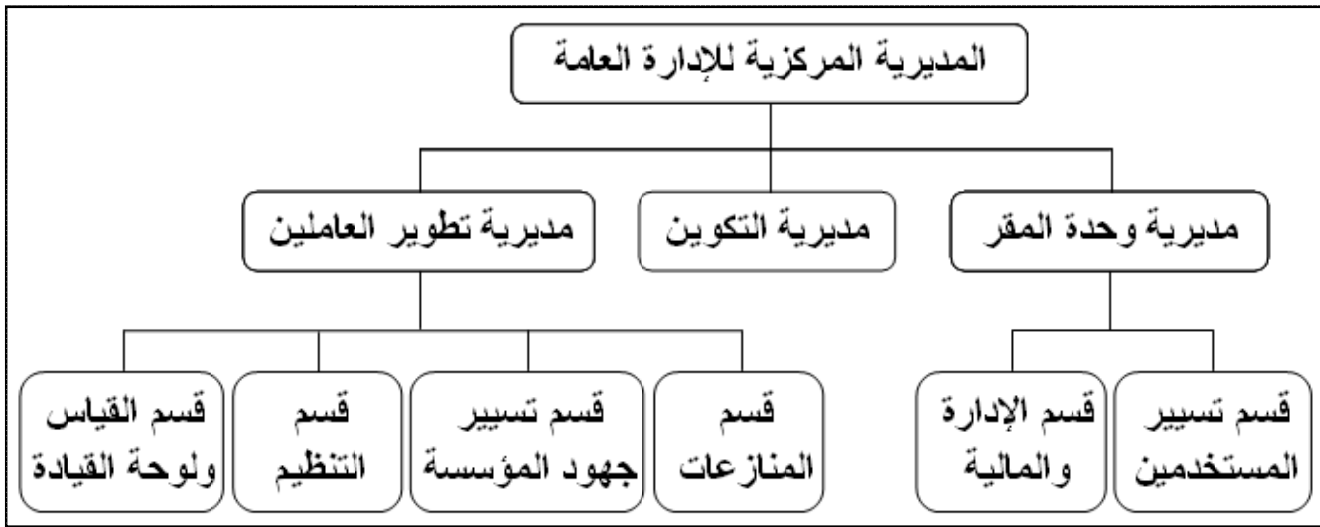 المديرية المركزية للإدارة العامة
مديرية وحدة المقر
مديرية التكوين
مديرية تطوير العاملين
قسم تسيير
المستخدمين
قسم الإدارة
والمالية
قسم
المنازعات
قسم تسيير
جهود المؤسسة
قسم
التنظيم
قسم القياس
ولوحة القيادة